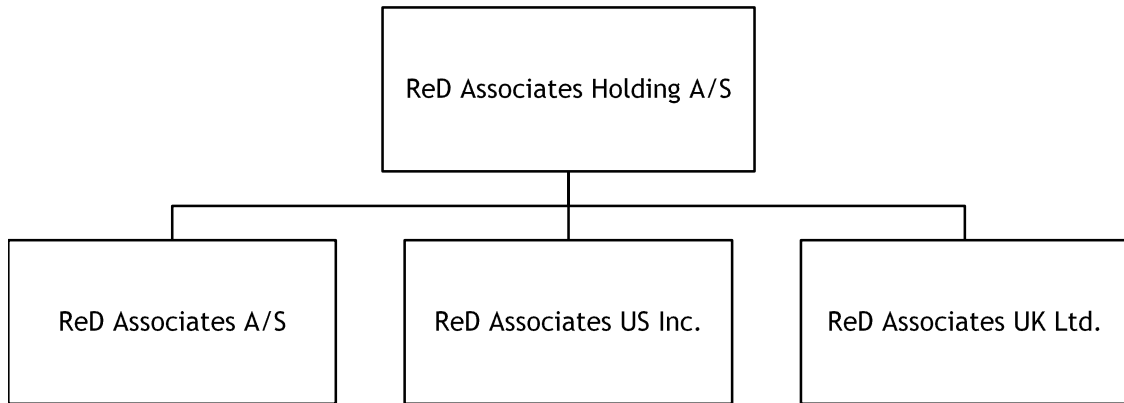 ReD Associates Holding A/S
ReD Associates A/S
ReD Associates US Inc.
ReD Associates UK Ltd.